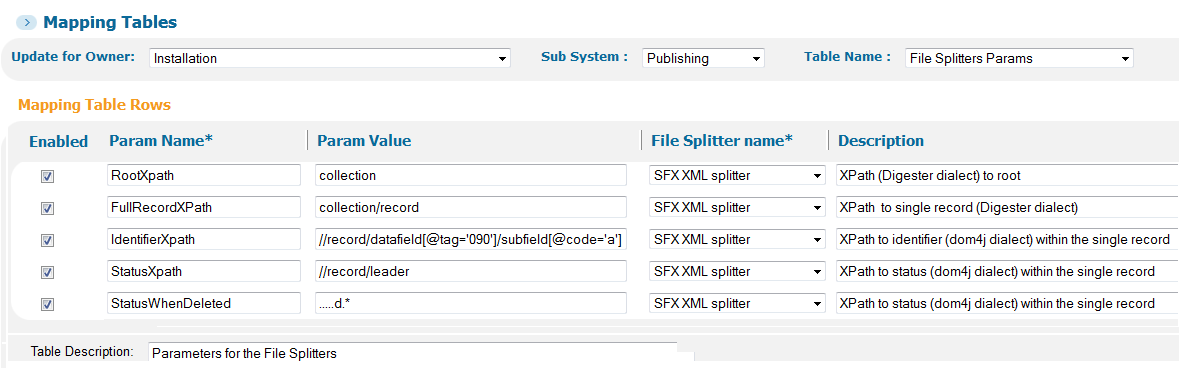 Mapping Tables
Update for Owner: Installation Sub System : Publishing Table Name : File Splitters Params
Mapping Table Rows
Enabled Param Name* Param Value File Splitter name* Description
RootXpath collection SFX XML splitter XPath (Digester dialect) to root
FullRecordXPath collection/record SFX XML splitter XPath to single record (Digester dialect)
IdentifierXpath //record/datafield[@tag='090']/subfield[@code='a'] SFX XML splitter XPath to identifier (dom4j dialect) within the single record
StatusXpath //record/leader SFX XML splitter XPath to status (dom4j dialect) within the single record
StatusWhenDeleted .....d.* SFX XML splitter XPath to status (dom4j dialect) within the single record
Table Description: Parameters for the File Splitters